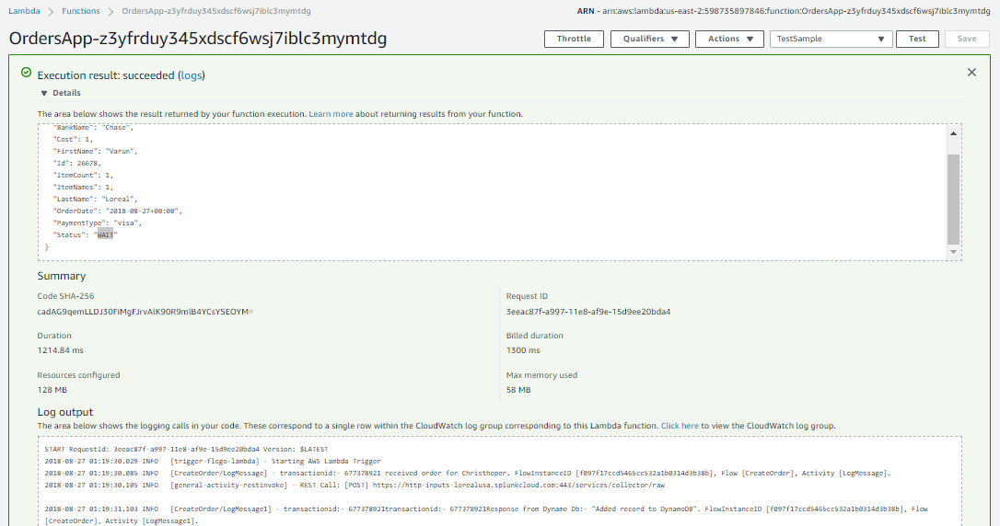 Lambda > Functions > OrdersApp-z3yfrduy345xdscf6wsj7iblc3mymtdg ARN - arn:aws:lambda:us-east-2:598735897846:function:OrdersApp-z3yfrduy345xdscf6wsj7iblc3mymtdg
OrdersApp-z3yfrduy345xdscf6wsj7iblc3mymtdg Throttle Qualifiers Actions TestSample Test Save
Execution result: succeeded (logs)
Details
The area below shows the result returned by your function execution. Learn more about returning results from your function.
"BankName": "Chase",
"Cost": 1,
"FirstName": "Varun",
"Id": 26678,
"ItemCount": 1,
"ItemNames": 1,
"LastName": "Loreal",
"OrderDate": "2018-08-27+00:00",
"PaymentType": "visa",
"Status": "WAIT"
}
Summary
Code SHA-256 Request ID
cadAG9qemLLDJ30FiMgFJrvAlK90R9mlB4YCsYSEOYM= 3eeac87f-a997-11e8-af9e-15d9ee20bda4
Duration Billed duration
1214.84 ms 1300 ms
Resources configured Max memory used
128 MB 58 MB
Log output
The area below shows the logging calls in your code. These correspond to a single row within the CloudWatch log group corresponding to this Lambda function. Click here to view the CloudWatch log group.
START RequestId: 3eeac87f-a997-11e8-af9e-15d9ee20bda4 Version: $LATEST
2018-08-27 01:19:30.029 INFO [trigger-flogo-lambda] - Starting AWS Lambda Trigger
2018-08-27 01:19:30.085 INFO [CreateOrder/LogMessage] - transactionid:- 677378921 received order for Christhoper. FlowInstanceID [f097f17ccd5465cc532a1b0314d3b38b], Flow [CreateOrder], Activity [LogMessage].
2018-08-27 01:19:30.105 INFO [general-activity-restinvoke] - REST Call: [POST] https://http-inputs-lorealusa.splunkcloud.com:443/services/collector/raw
2018-08-27 01:19:31.103 INFO [CreateOrder/LogMessage1] - transactionid:- 677378921transactionid:- 677378921Response from Dynamo Db:- "Added record to DynamoDB". FlowInstanceID [f097f17ccd5465cc532a1b0314d3b38b], Flow
[CreateOrder], Activity [LogMessage1].